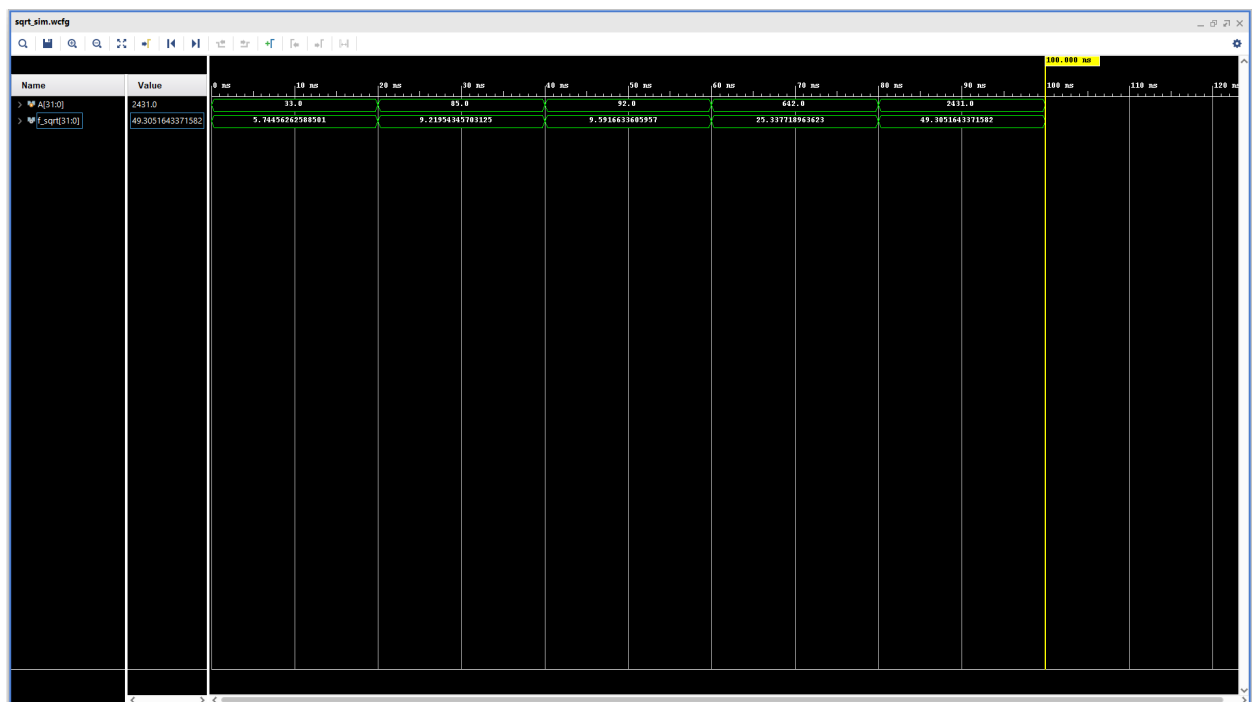 sqrt_sim.wcfg
100.000 ns
Name Value 0 ns 10 ns 20 ns 30 ns 40 ns 50 ns 60 ns 70 ns 80 ns 90 ns 100 ns 110 ns 120 ns
A[31:0] 2431.0 33.0 85.0 92.0 642.0 2431.0
f_sqrt[31:0] 49.3051643371582 5.74456262588501 9.21954345703125 9.5916633605957 25.337718963623 49.3051643371582